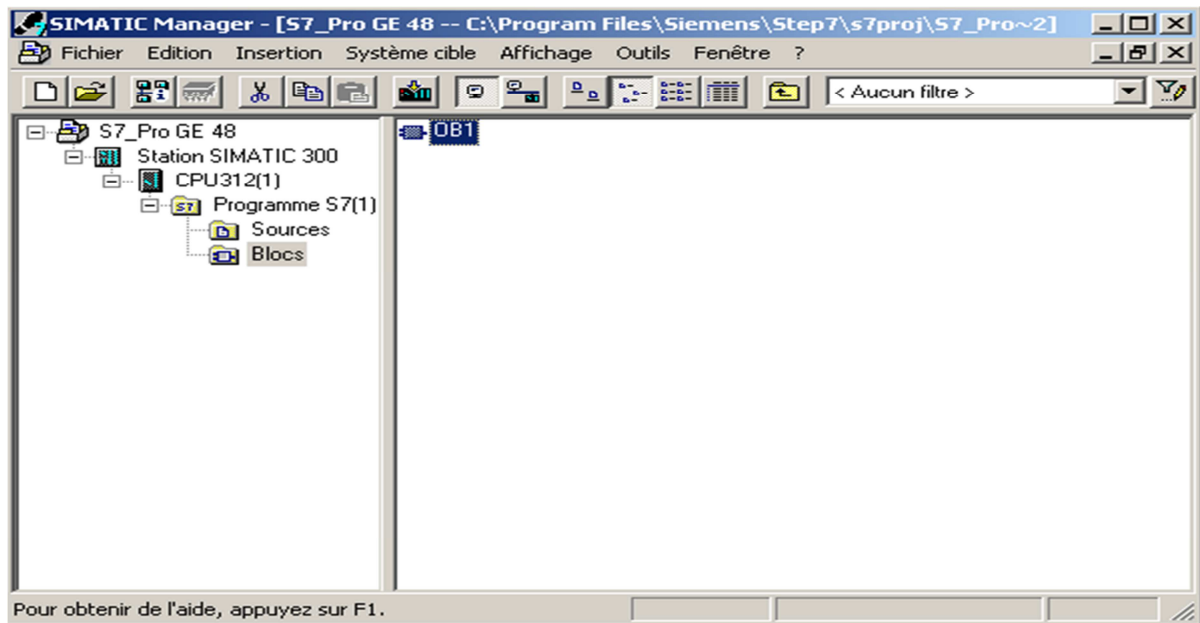 SIMATIC Manager - [S7_Pro GE 48 -- C:\Program Files\Siemens\Step7\s7proj\S7_Pro~2]
Fichier Edition Insertion Système cible Affichage Outils Fenêtre ?
< Aucun filtre >
S7_Pro GE 48
Station SIMATIC 300
CPU312(1)
Programme S7(1)
Sources
Blocs
OB1
Pour obtenir de l'aide, appuyez sur F1.